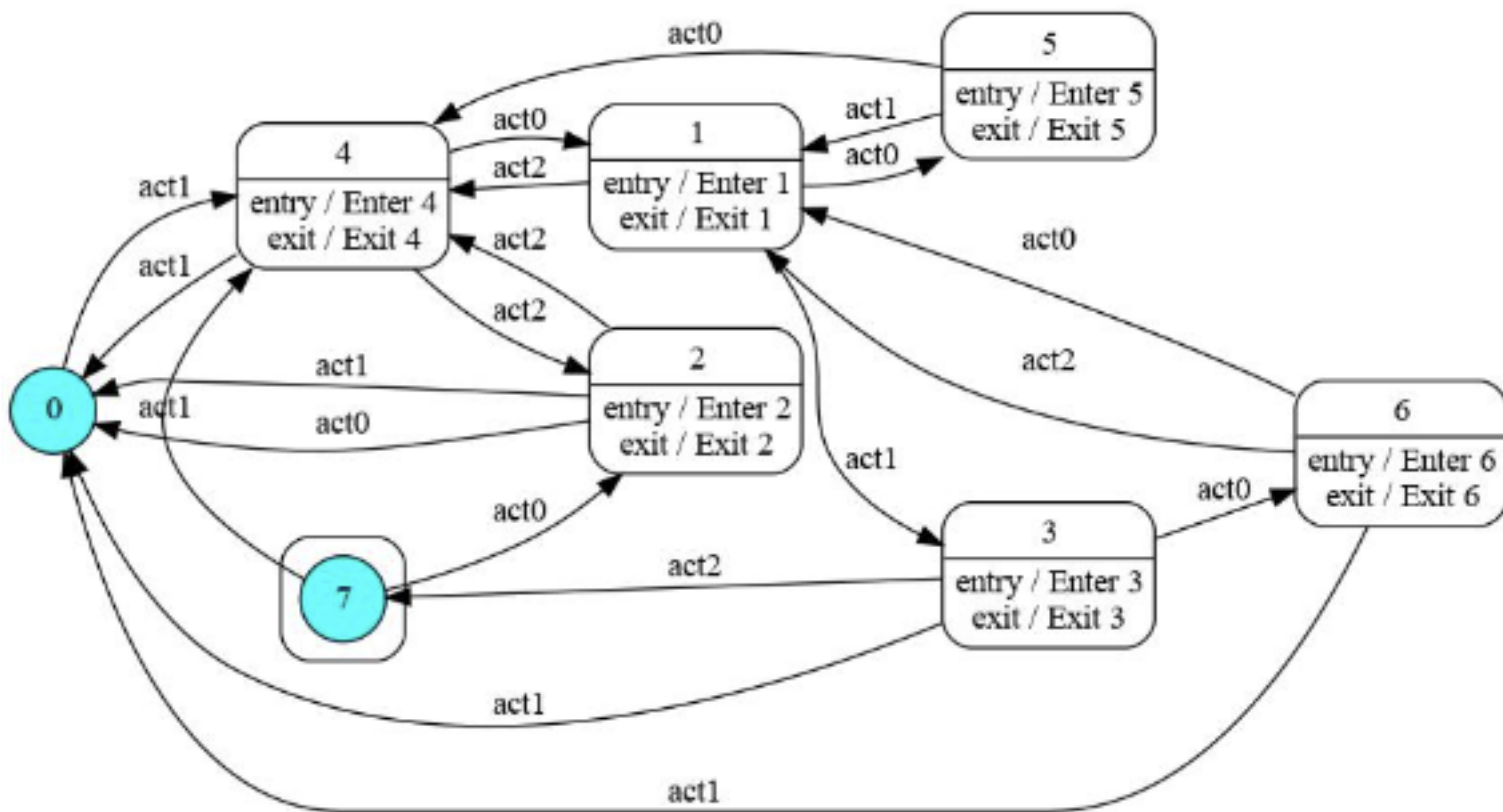 act0
5
entry / Enter 5
exit / Exit 5
act1
act0
act0
1
entry / Enter 1
exit / Exit 1
act2
4
entry / Enter 4
exit / Exit 4
act1
act1
act2
act2
act0
2
entry / Enter 2
exit / Exit 2
act1
act0
0
act1
act2
6
entry / Enter 6
exit / Exit 6
act1
act0
act0
3
entry / Enter 3
exit / Exit 3
act2
7
act1
act1